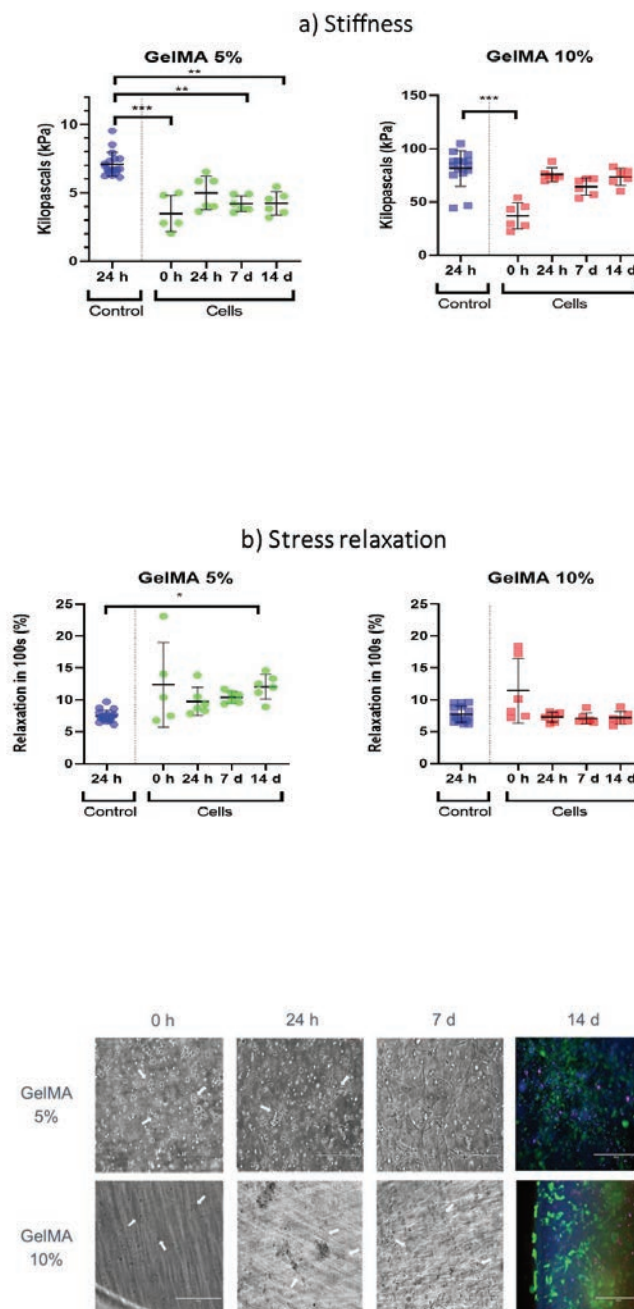 a) Stiffness
GelMA 5%
**
**
***
Kilopascals (kPa)
10
5
0
24 h
0 h
24 h
7 d
14 d
Control
Cells
GelMA 10%
***
Kilopascals (kPa)
150
100
50
0
24 h
0 h
24 h
7 d
14 d
Control
Cells
b) Stress relaxation
GelMA 5%
*
Relaxation in 100s (%)
25
20
15
10
5
0
24 h
0 h
24 h
7 d
14 d
Control
Cells
GelMA 10%
Relaxation in 100s (%)
25
20
15
10
5
0
24 h
0 h
24 h
7 d
14 d
Control
Cells
0 h
24 h
7 d
14 d
GelMA
5%
GelMA
10%